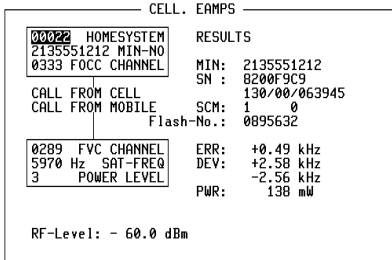 CELL. EAMPS
00022 HOMESYSTEM RESULTS
2135551212 MIN-NO
0333 FOCC CHANNEL MIN: 2135551212
SN : 8200F9C9
CALL FROM CELL 130/00/063945
CALL FROM MOBILE SCM: 1 0
Flash-No.: 0895632
0289 FVC CHANNEL ERR: +0.49 kHz
5970 Hz SAT-FREQ DEV: +2.58 kHz
3 POWER LEVEL -2.56 kHz
PWR: 138 mW
RF-Level: - 60.0 dBm